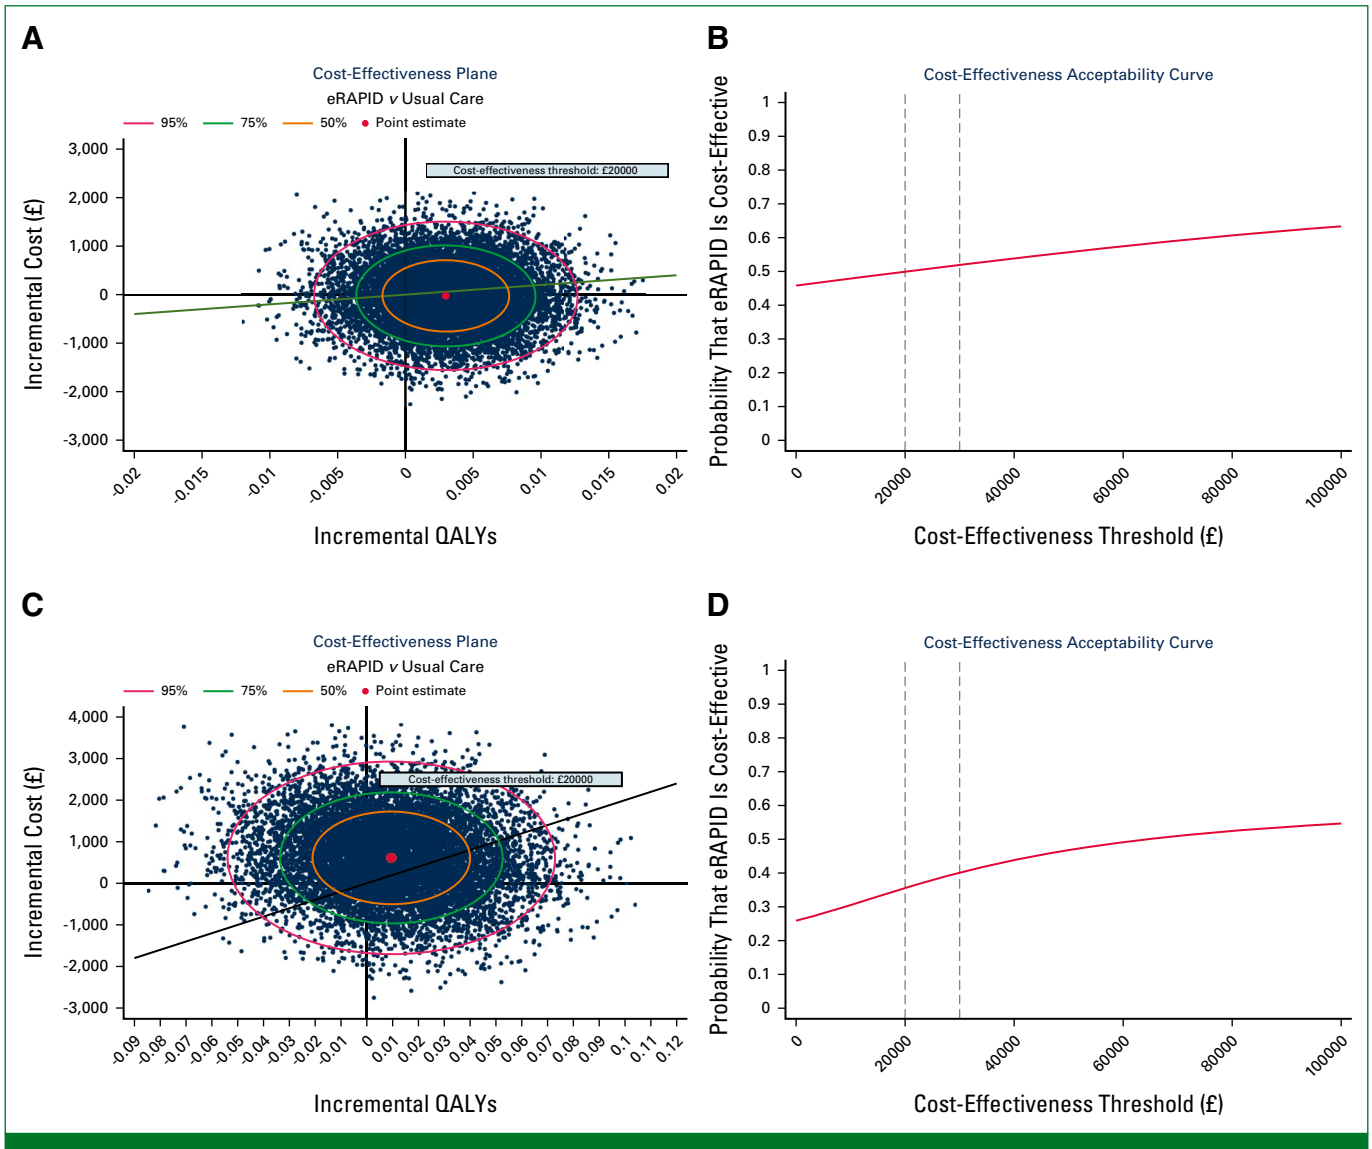 A
Cost-Effectiveness Plane
eRAPID v Usual Care
95% 75% 50% Point estimate
Cost-effectiveness threshold: £20000
Incremental Cost (£)
3,000
2,000
1,000
0
-1,000
-2,000
-3,000
-0.02 -0.015 -0.01 -0.005 0 0.005 0.01 0.015 0.02
Incremental QALYs
B
Cost-Effectiveness Acceptability Curve
Probability That eRAPID Is Cost-Effective
1
0.9
0.8
0.7
0.6
0.5
0.4
0.3
0.2
0.1
0
0 20000 40000 60000 80000 100000
Cost-Effectiveness Threshold (£)
C
Cost-Effectiveness Plane
eRAPID v Usual Care
95% 75% 50% Point estimate
Cost-effectiveness threshold: £20000
Incremental Cost (£)
4,000
3,000
2,000
1,000
0
-1,000
-2,000
-3,000
-0.09 -0.08 -0.07 -0.06 -0.05 -0.04 -0.03 -0.02 -0.01 0 0.01 0.02 0.03 0.04 0.05 0.06 0.07 0.08 0.09 0.1 0.11 0.12
Incremental QALYs
D
Cost-Effectiveness Acceptability Curve
Probability That eRAPID Is Cost-Effective
1
0.9
0.8
0.7
0.6
0.5
0.4
0.3
0.2
0.1
0
0 20000 40000 60000 80000 100000
Cost-Effectiveness Threshold (£)